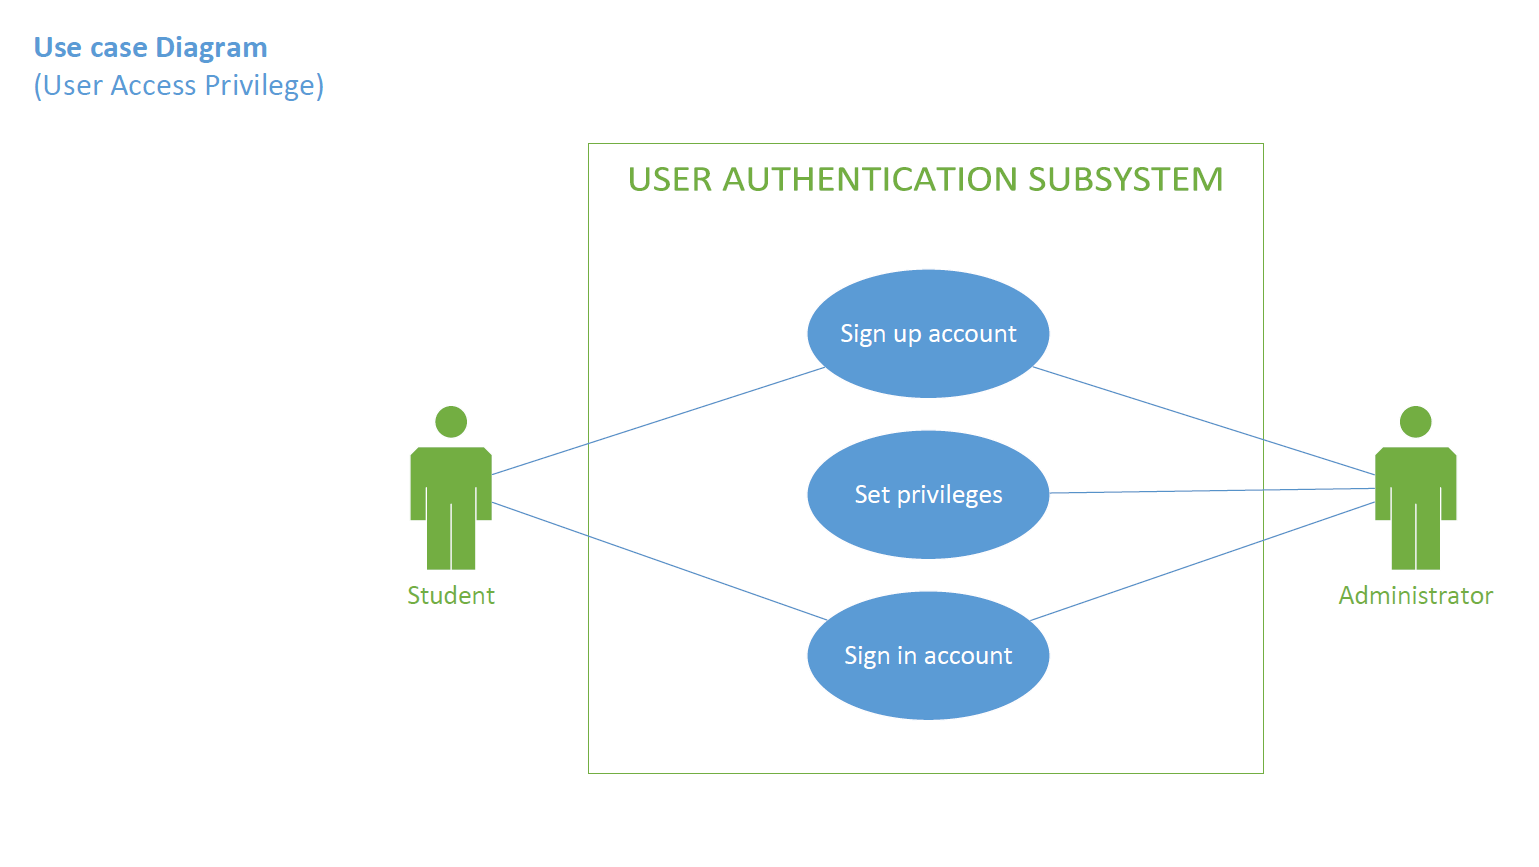 Use case Diagram
(User Access Privilege)
USER AUTHENTICATION SUBSYSTEM
Sign up account
Set privileges
Sign in account
Student
Administrator